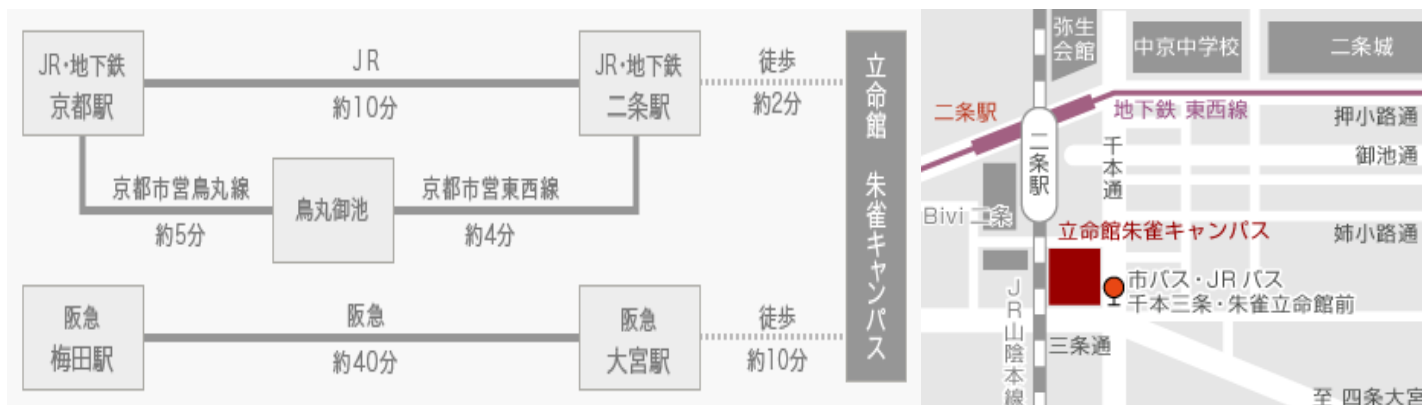 JR・地下鉄
京都駅
JR
約10分
JR・地下鉄
二条駅
徒歩
約2分
京都市営烏丸線
約5分
烏丸御池
京都市営東西線
約4分
阪急
梅田駅
阪急
約40分
阪急
大宮駅
徒歩
約10分
立命館 朱雀キャンパス
弥生
会館
中京中学校
二条城
二条駅
地下鉄 東西線
押小路通
御池通
千本通
二条駅
Bivi 二条
立命館朱雀キャンパス
姉小路通
市バス・JRバス
千本三条・朱雀立命館前
JR山陰本線
三条通
至 四条大宮